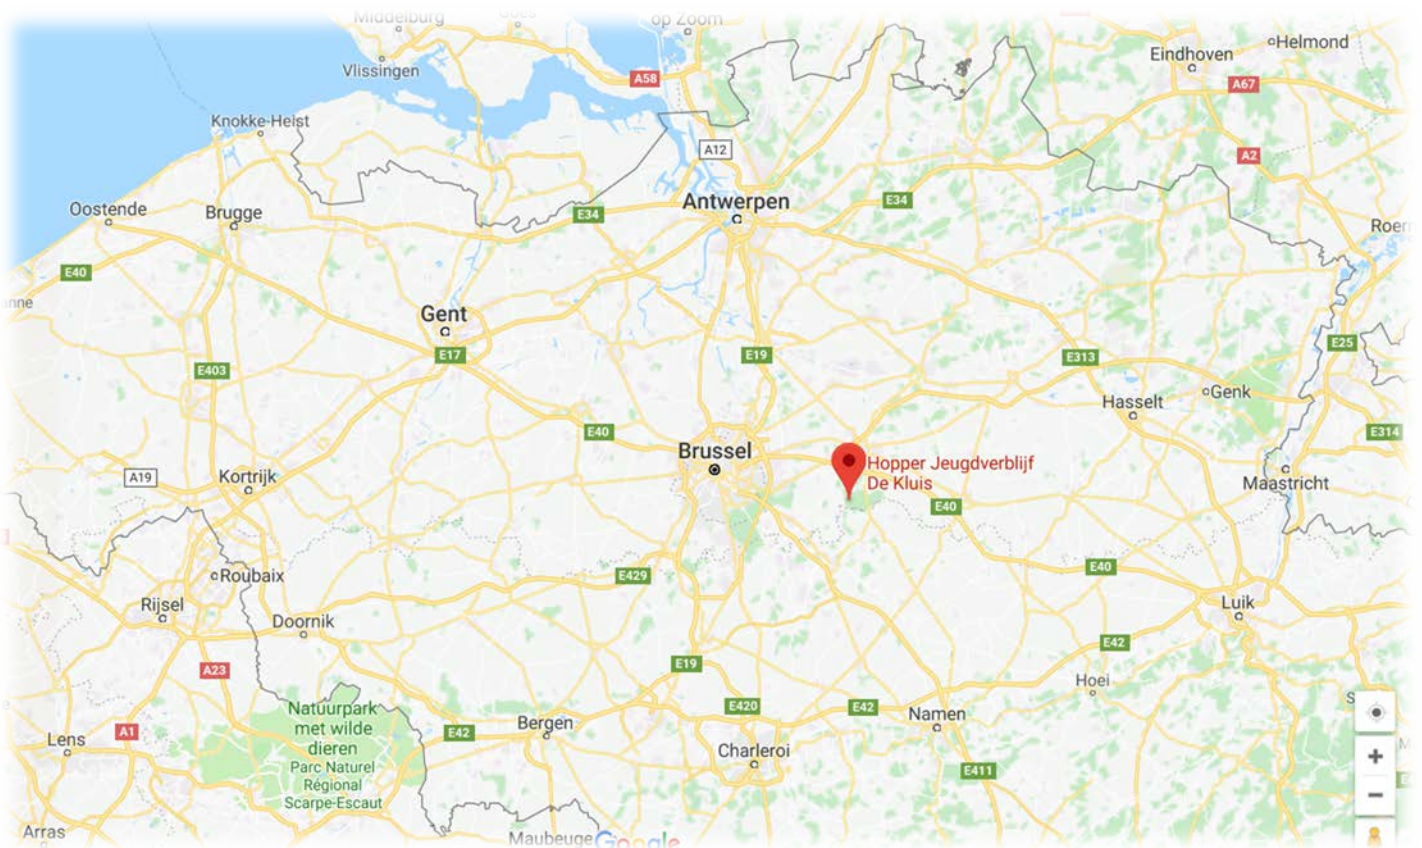 Middelburg
Goes
op Zoom
Vlissingen
A58
Eindhoven
Helmond
A67
Knokke-Heist
A12
A2
Oostende
Brugge
E34
Antwerpen
E34
Roer
E40
nne
Gent
E17
E19
E313
E25
E403
Hasselt
Genk
E40
Brussel
Hopper Jeugdverblijf
De Kluis
E314
A19
Kortrijk
E40
Maastricht
Roubaix
E429
E40
Rijsel
Doornik
Luik
A23
E19
E42
Hoei
Natuurpark
met wilde
dieren
Parc Naturel
Régional
Scarpe-Escaut
E420
E42
Namen
A1
Lens
E42
Bergen
Charleroi
E411
Arras
Maubeuge
Google